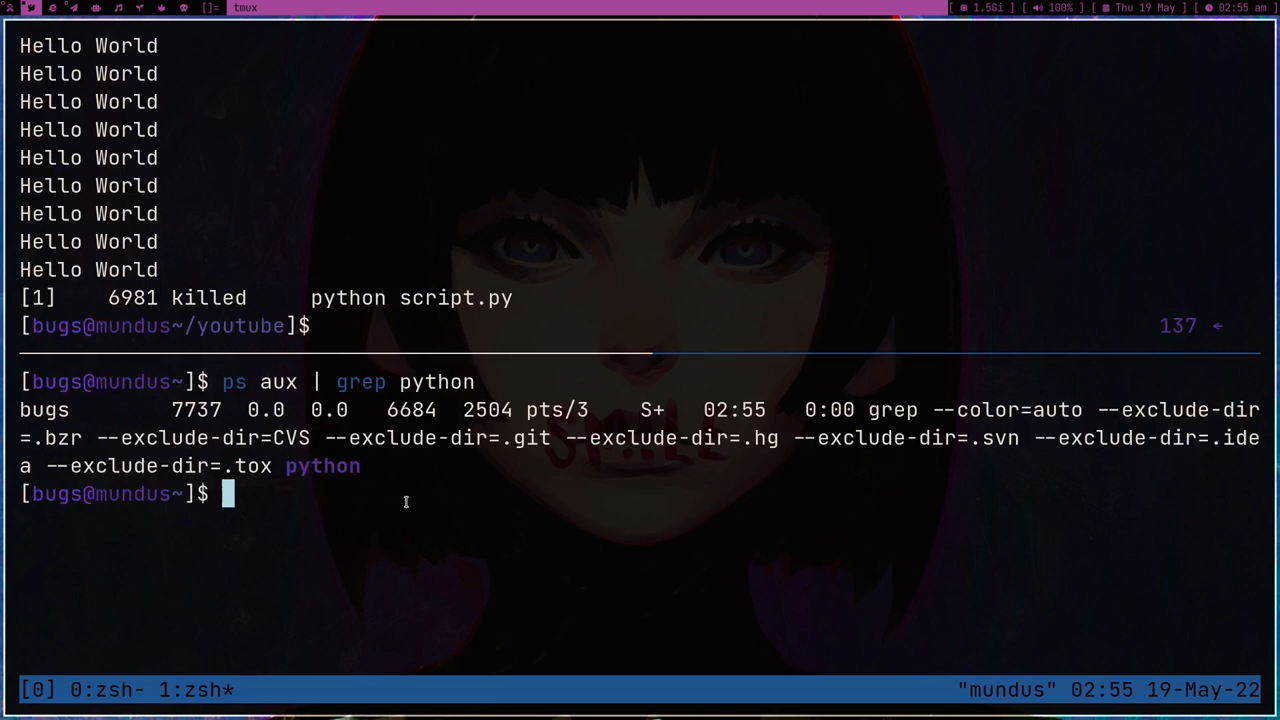 []= tmux [ 1.5Gi ] [ 100% ] [ Thu 19 May ] [ 02:55 am ]
Hello World
Hello World
Hello World
Hello World
Hello World
Hello World
Hello World
Hello World
Hello World
[1]    6981 killed     python script.py
[bugs@mundus~/youtube]$ 137 ←
[bugs@mundus~]$ ps aux | grep python
bugs        7737  0.0  0.0   6684  2504 pts/3    S+   02:55   0:00 grep --color=auto --exclude-dir
=.bzr --exclude-dir=CVS --exclude-dir=.git --exclude-dir=.hg --exclude-dir=.svn --exclude-dir=.ide
a --exclude-dir=.tox python
[bugs@mundus~]$
SMILE
[0] 0:zsh- 1:zsh* "mundus" 02:55 19-May-22